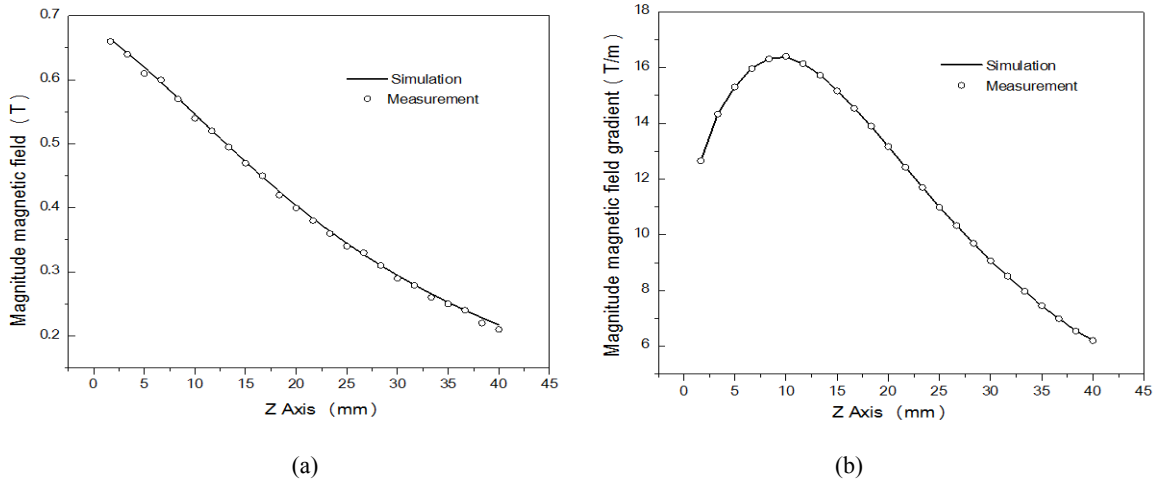 0.7
0.6
0.5
0.4
0.3
0.2
Magnitude magnetic field （T）
Simulation
Measurement
0 5 10 15 20 25 30 35 40 45
Z Axis （mm）
(a)
18
16
14
12
10
8
6
Magnitude magnetic field gradient（T/m）
Simulation
Measurement
0 5 10 15 20 25 30 35 40 45
Z Axis （mm）
(b)